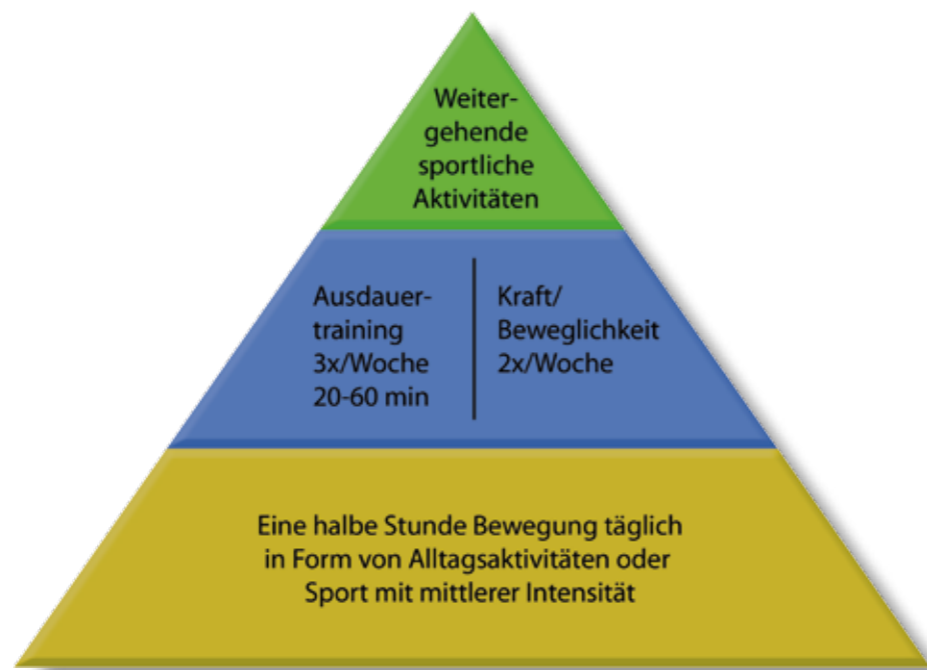 Weiter-
gehende
sportliche
Aktivitäten
Ausdauer-
training
3x/Woche
20-60 min
Kraft/
Beweglichkeit
2x/Woche
Eine halbe Stunde Bewegung täglich
in Form von Alltagsaktivitäten oder
Sport mit mittlerer Intensität